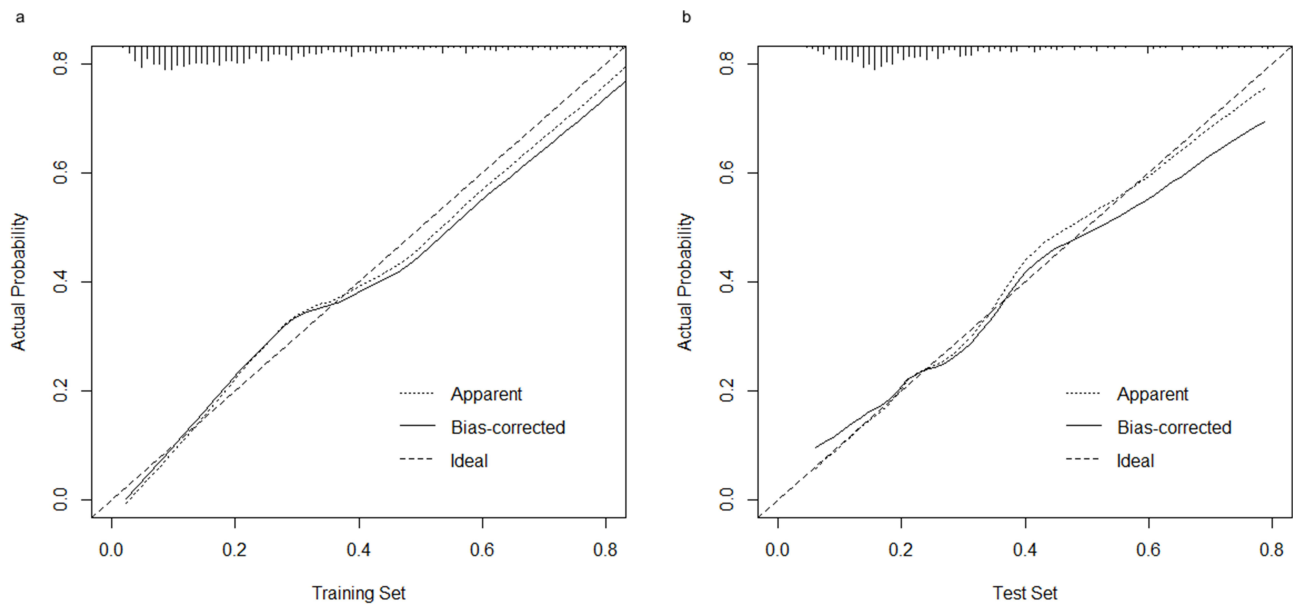 a
0.8
0.6
0.4
0.2
0.0
Actual Probability
Apparent
Bias-corrected
Ideal
0.0 0.2 0.4 0.6 0.8
Training Set
b
0.8
0.6
0.4
0.2
0.0
Actual Probability
Apparent
Bias-corrected
Ideal
0.0 0.2 0.4 0.6 0.8
Test Set